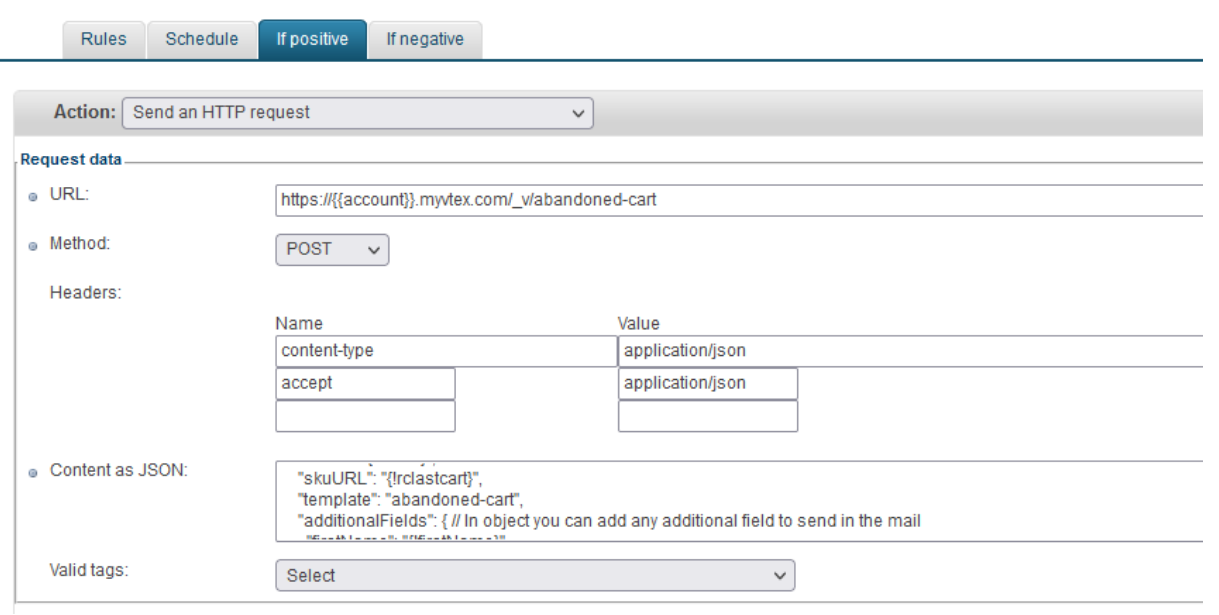 Rules Schedule If positive If negative
Action: Send an HTTP request
Request data
URL: https://{{account}}.myvtex.com/_v/abandoned-cart
Method: POST
Headers:
Name Value
content-type application/json
accept application/json
Content as JSON:
"skuURL": "{!rclastcart}",
"template": "abandoned-cart",
"additionalFields": { // In object you can add any additional field to send in the mail
"firstName": "{!firstName}"
Valid tags: Select